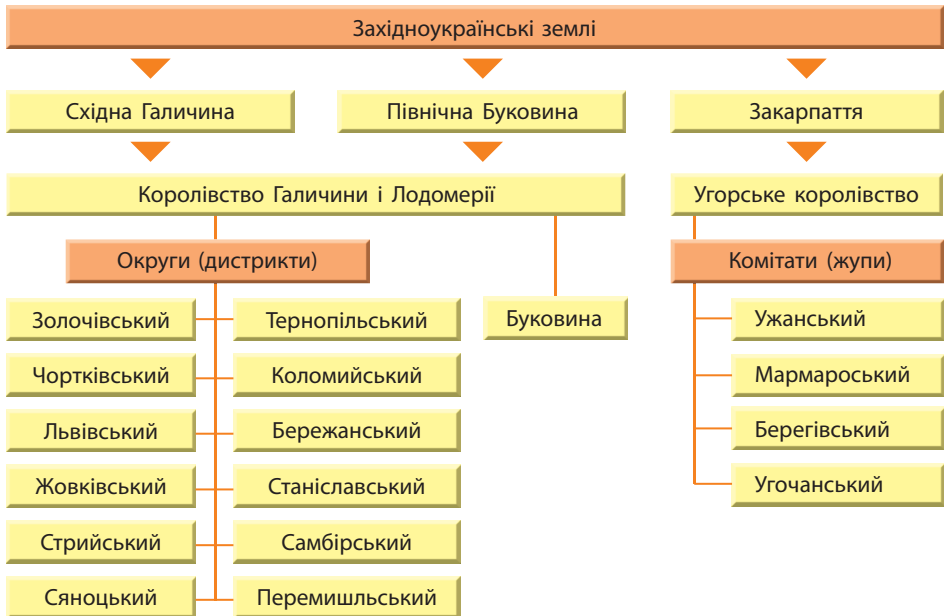 Західноукраїнські землі
Східна Галичина
Північна Буковина
Закарпаття
Королівство Галичини і Лодомерії
Угорське королівство
Округи (дистрикти)
Комітати (жупи)
Золочівський
Тернопільський
Буковина
Ужанський
Чортківський
Коломийський
Мармароський
Львівський
Бережанський
Берегівський
Жовківський
Станіславський
Угочанський
Стрийський
Самбірський
Сяноцький
Перемишльський